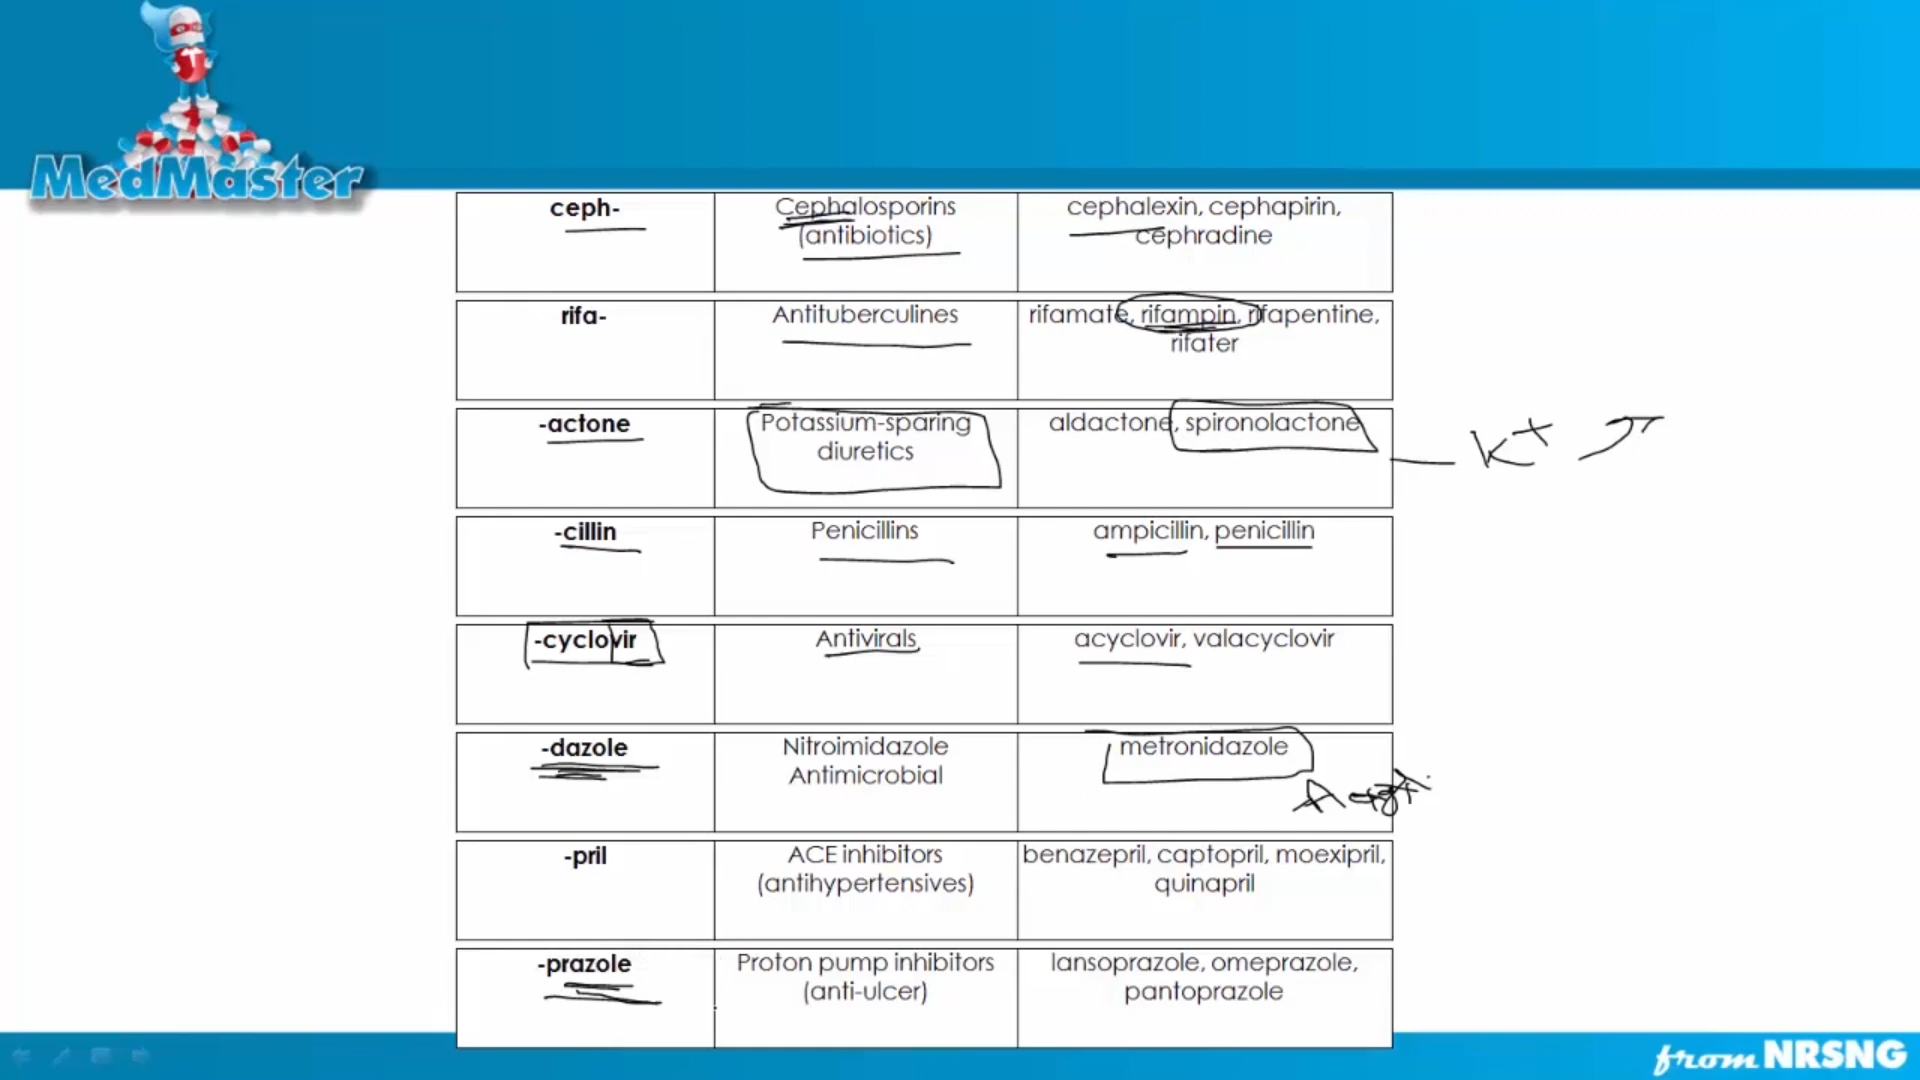 MedMaster
ceph-
Cephalosporins
(antibiotics)
cephalexin, cephapirin,
cephradine
rifa-
Antituberculines
rifamate, rifampin, rifapentine,
rifater
-actone
Potassium-sparing
diuretics
aldactone, spironolactone
K+
-cillin
Penicillins
ampicillin, penicillin
-cyclovir
Antivirals
acyclovir, valacyclovir
-dazole
Nitroimidazole
Antimicrobial
metronidazole
-pril
ACE inhibitors
(antihypertensives)
benazepril, captopril, moexipril,
quinapril
-prazole
Proton pump inhibitors
(anti-ulcer)
lansoprazole, omeprazole,
pantoprazole
from NRSNG